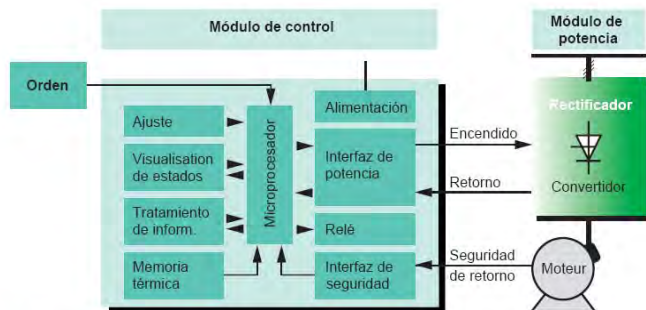 Módulo de control
Módulo de
potencia
Orden
Alimentación
Rectificador
Ajuste
Encendido
Visualisation
de estados
Microprocesador
Interfaz de
potencia
Retorno
Convertidor
Tratamiento
de inform.
Relé
Seguridad
de retorno
Memoria
térmica
Interfaz de
seguridad
Moteur